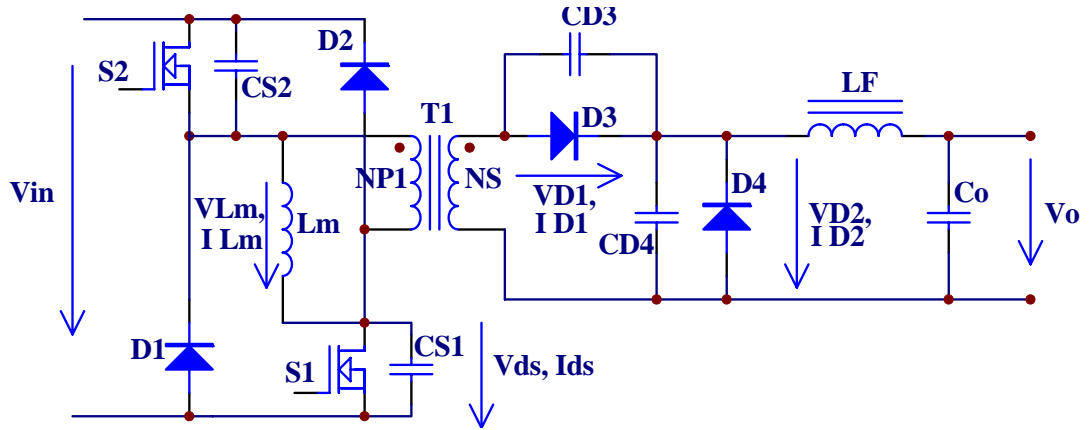 CD3
D2
S2
CS2
LF
T1
D3
Vin
NP1
NS
VLm,
I Lm
Lm
VD1,
I D1
D4
CD4
VD2,
I D2
Co
Vo
D1
S1
CS1
Vds, Ids